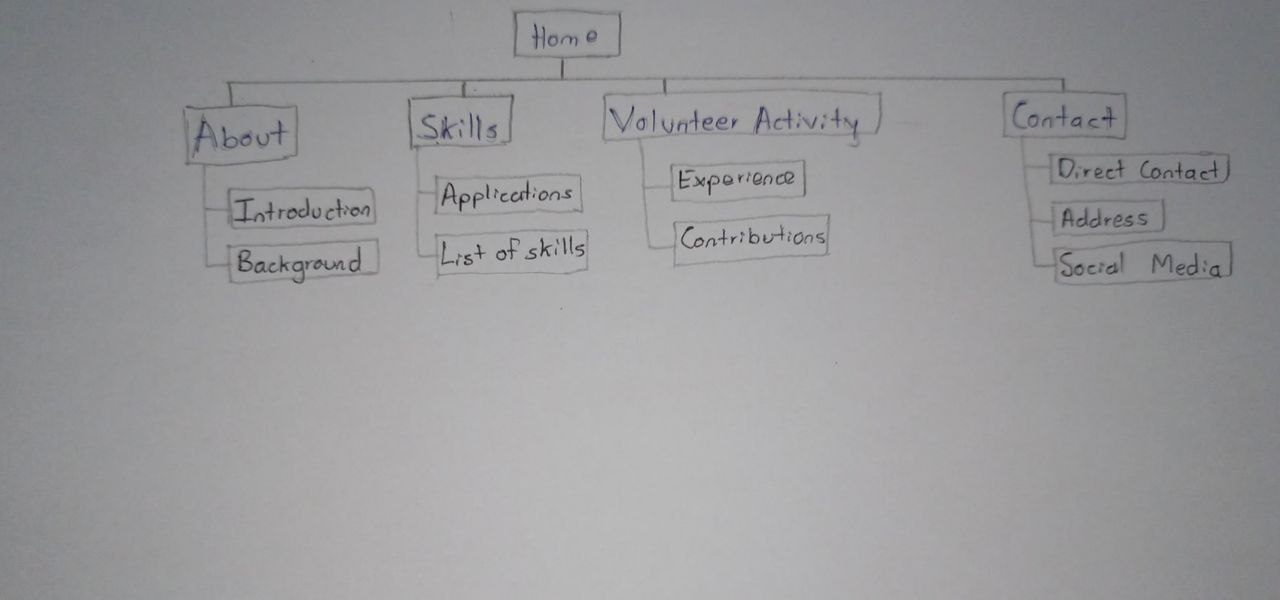 Home
About
Skills
Volunteer Activity
Contact
Introduction
Background
Applications
List of skills
Experience
Contributions
Direct Contact
Address
Social Media